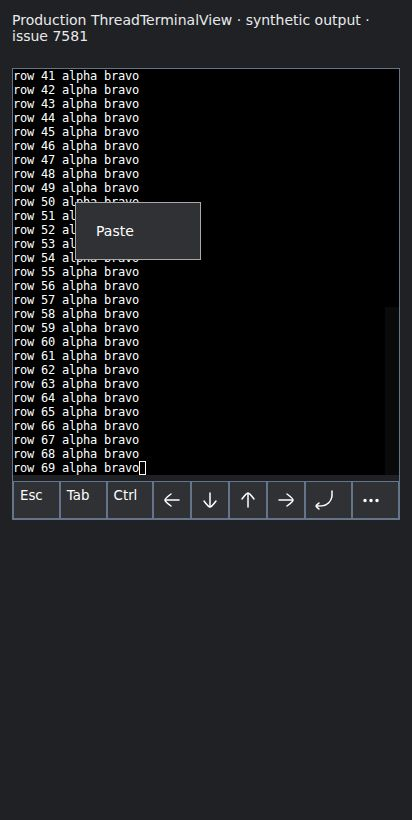 Production ThreadTerminalView · synthetic output ·
issue 7581
row 41 alpha bravo
row 42 alpha bravo
row 43 alpha bravo
row 44 alpha bravo
row 45 alpha bravo
row 46 alpha bravo
row 47 alpha bravo
row 48 alpha bravo
row 49 alpha bravo
row 50 alpha bravo
row 51 al
row 52 al
Paste
row 53 al
row 54 alpha bravo
row 55 alpha bravo
row 56 alpha bravo
row 57 alpha bravo
row 58 alpha bravo
row 59 alpha bravo
row 60 alpha bravo
row 61 alpha bravo
row 62 alpha bravo
row 63 alpha bravo
row 64 alpha bravo
row 65 alpha bravo
row 66 alpha bravo
row 67 alpha bravo
row 68 alpha bravo
row 69 alpha bravo
Esc Tab Ctrl ← ↓ ↑ → ⤶ •••